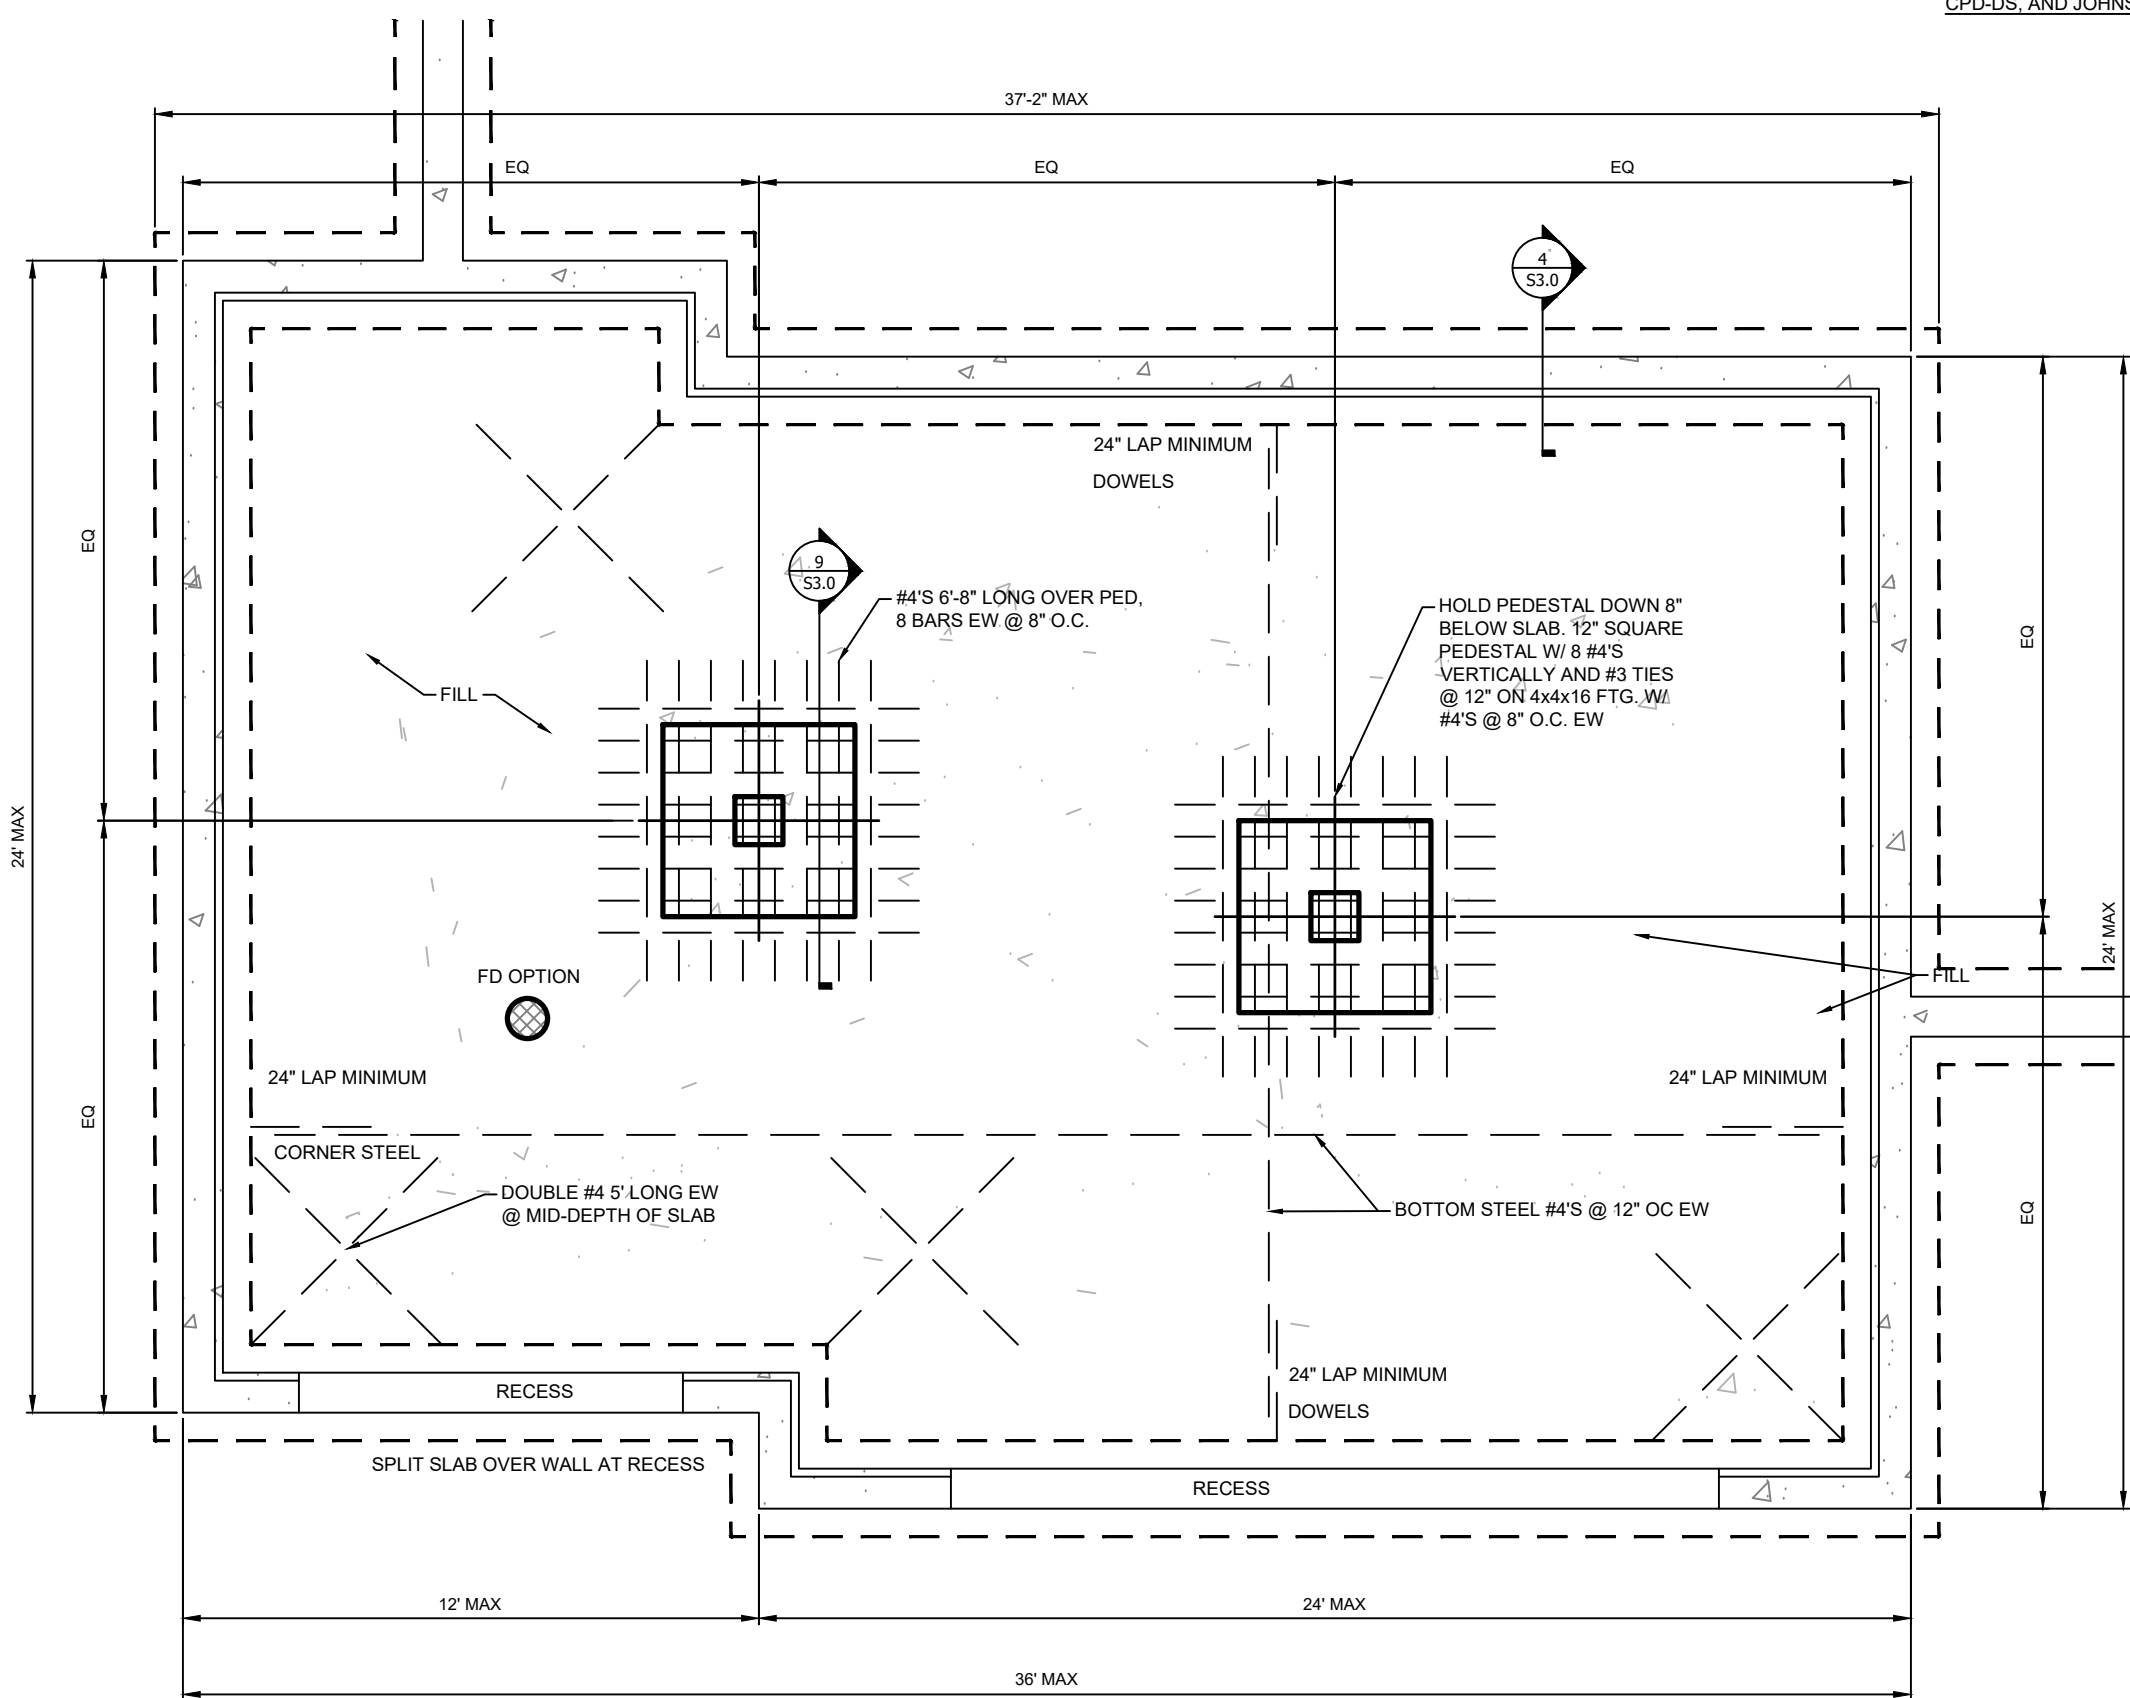 CPD-DS, AND JOHNS
37'-2" MAX
EQ
EQ
EQ
4
S3.0
24" LAP MINIMUM
DOWELS
EQ
9
S3.0
#4'S 6'-8" LONG OVER PED,
8 BARS EW @ 8" O.C.
HOLD PEDESTAL DOWN 8"
BELOW SLAB. 12" SQUARE
PEDESTAL W/ 8 #4'S
VERTICALLY AND #3 TIES
@ 12" ON 4x4x16 FTG. W/
#4'S @ 8" O.C. EW
EQ
FILL
24' MAX
24' MAX
FD OPTION
FILL
24" LAP MINIMUM
24" LAP MINIMUM
EQ
CORNER STEEL
DOUBLE #4 5' LONG EW
@ MID-DEPTH OF SLAB
BOTTOM STEEL #4'S @ 12" OC EW
EQ
24" LAP MINIMUM
DOWELS
RECESS
SPLIT SLAB OVER WALL AT RECESS
RECESS
12' MAX
24' MAX
36' MAX